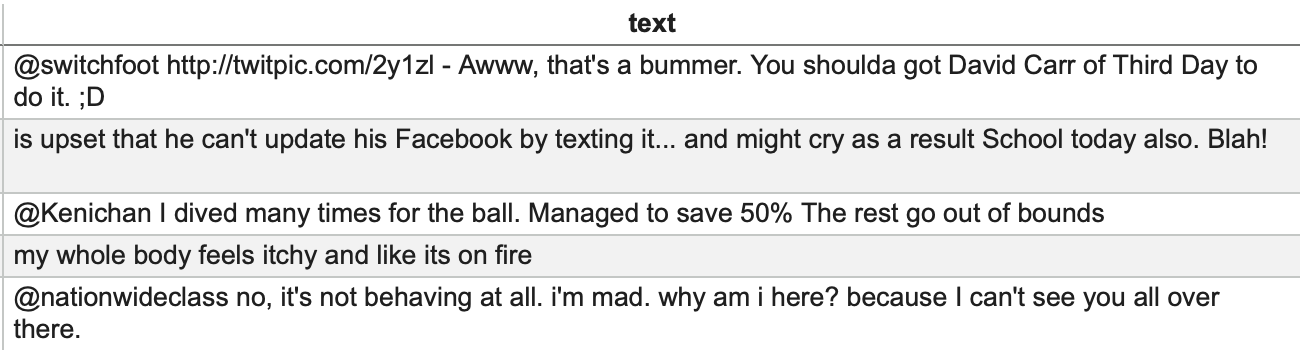 text
@switchfoot http://twitpic.com/2y1zl - Awww, that's a bummer. You shoulda got David Carr of Third Day to
do it. ;D
is upset that he can't update his Facebook by texting it... and might cry as a result School today also. Blah!
@Kenichan I dived many times for the ball. Managed to save 50% The rest go out of bounds
my whole body feels itchy and like its on fire
@nationwideclass no, it's not behaving at all. i'm mad. why am i here? because I can't see you all over
there.